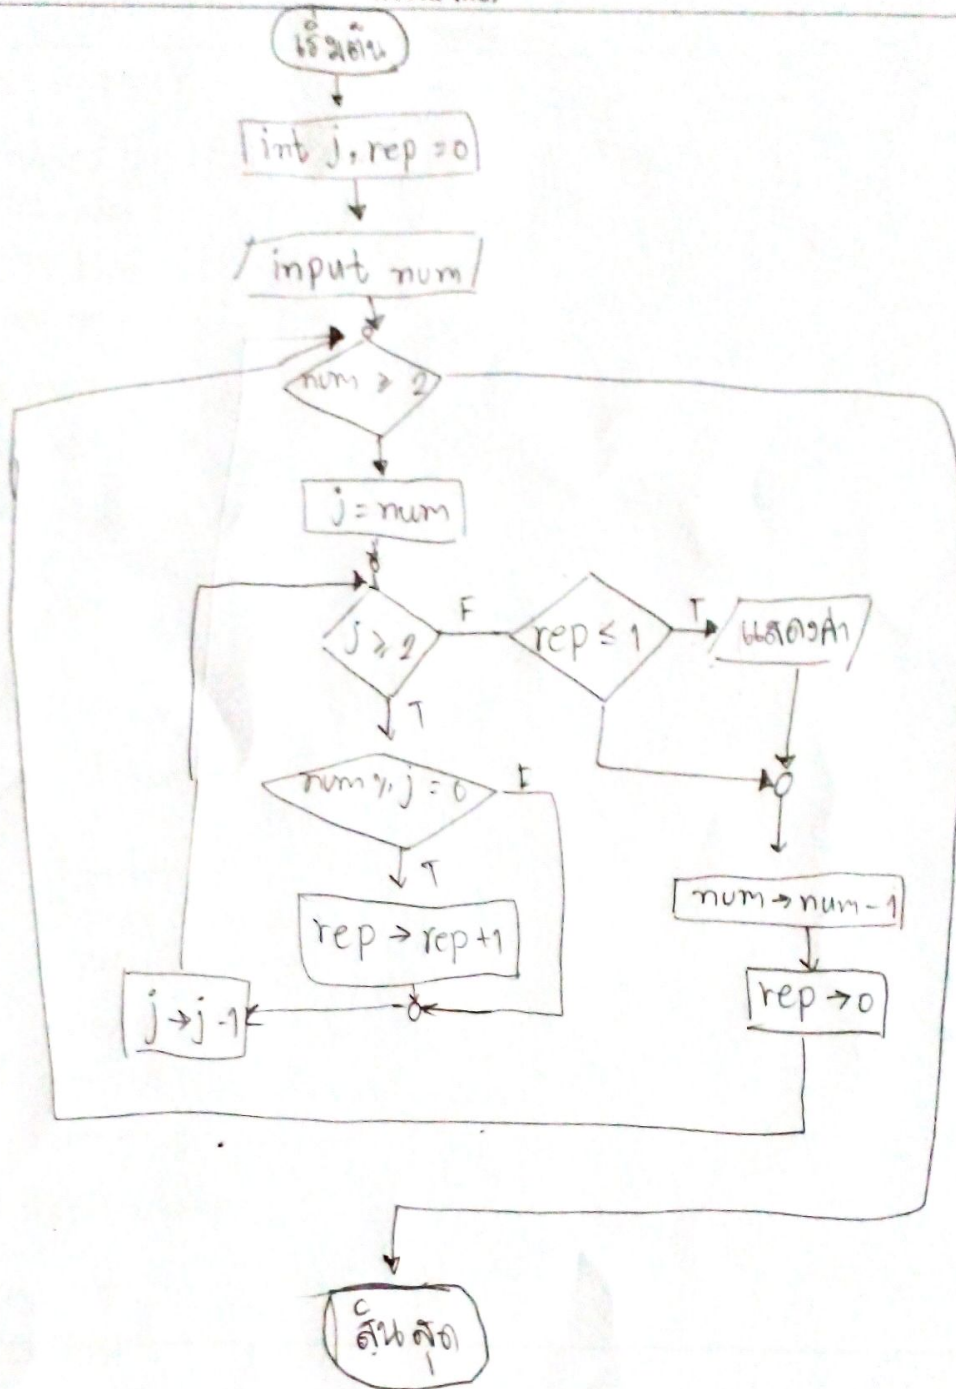 เริ่มต้น
int j, rep = 0
input num
num ≥ 2
j = num
j ≥ 2
F
rep ≤ 1
T
แสดงค่า
T
num % j = 0
F
T
rep → rep + 1
j → j - 1
num → num - 1
rep → 0
สิ้นสุด